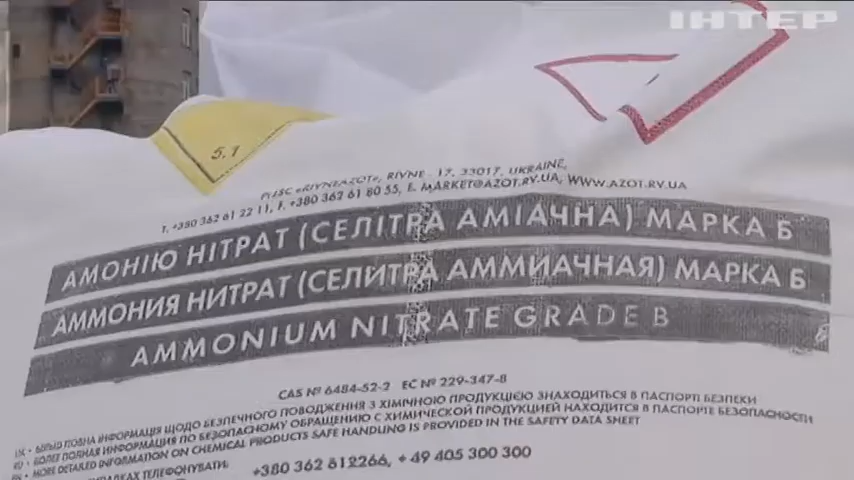 ІНТЕР
5.1
PJSC «RIVNEAZOT», RIVNE - 17, 33017, UKRAINE,
T. +380 362 61 22 11, F. +380 362 61 80 55, E. MARKET@AZOT.RV.UA, WWW.AZOT.RV.UA
АМОНІЮ НІТРАТ (СЕЛІТРА АМІАЧНА) МАРКА Б
АММОНИЯ НИТРАТ (СЕЛИТРА АММИАЧНАЯ) МАРКА Б
AMMONIUM NITRATE GRADE B
CAS № 6484-52-2 EC № 229-347-8
ПОВНА ІНФОРМАЦІЯ ЩОДО БЕЗПЕЧНОГО ПОВОДЖЕННЯ З ХІМІЧНОЮ ПРОДУКЦІЄЮ ЗНАХОДИТЬСЯ В ПАСПОРТІ БЕЗПЕКИ
RU - БОЛЕЕ ПОЛНАЯ ИНФОРМАЦИЯ ПО БЕЗОПАСНОМУ ОБРАЩЕНИЮ С ХИМИЧЕСКОЙ ПРОДУКЦИЕЙ НАХОДИТСЯ В ПАСПОРТЕ БЕЗОПАСНОСТИ
EN - MORE DETAILED INFORMATION ON CHEMICAL PRODUCTS SAFE HANDLING IS PROVIDED IN THE SAFETY DATA SHEET
ТЕЛЕФОНУВАТИ: +380 362 612266, +49 405 300 300